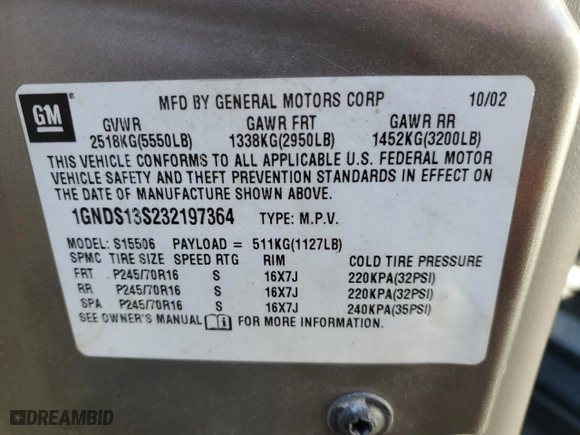 GM
MFD BY GENERAL MOTORS CORP 10/02
GVWR GAWR FRT GAWR RR
2518KG(5550LB) 1338KG(2950LB) 1452KG(3200LB)
THIS VEHICLE CONFORMS TO ALL APPLICABLE U.S. FEDERAL MOTOR
VEHICLE SAFETY AND THEFT PREVENTION STANDARDS IN EFFECT ON
THE DATE OF MANUFACTURE SHOWN ABOVE.
1GNDS13S232197364 TYPE: M.P.V.
MODEL: S15506 PAYLOAD = 511KG(1127LB)
SPMC TIRE SIZE SPEED RTG RIM COLD TIRE PRESSURE
FRT P245/70R16 S 16X7J 220KPA(32PSI)
RR P245/70R16 S 16X7J 220KPA(32PSI)
SPA P245/70R16 S 16X7J 240KPA(35PSI)
SEE OWNER'S MANUAL FOR MORE INFORMATION.
DREAMBID